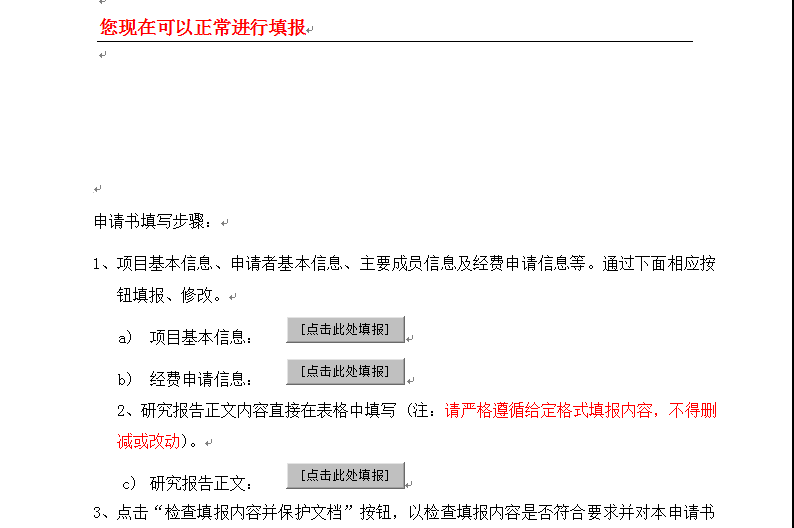 您现在可以正常进行填报
申请书填写步骤：
1、项目基本信息、申请者基本信息、主要成员信息及经费申请信息等。通过下面相应按
钮填报、修改。
a) 项目基本信息： [点击此处填报]
b) 经费申请信息： [点击此处填报]
2、研究报告正文内容直接在表格中填写（注：请严格遵循给定格式填报内容，不得删
减或改动）。
c) 研究报告正文： [点击此处填报]
3、点击“检查填报内容并保护文档”按钮，以检查填报内容是否符合要求并对本申请书